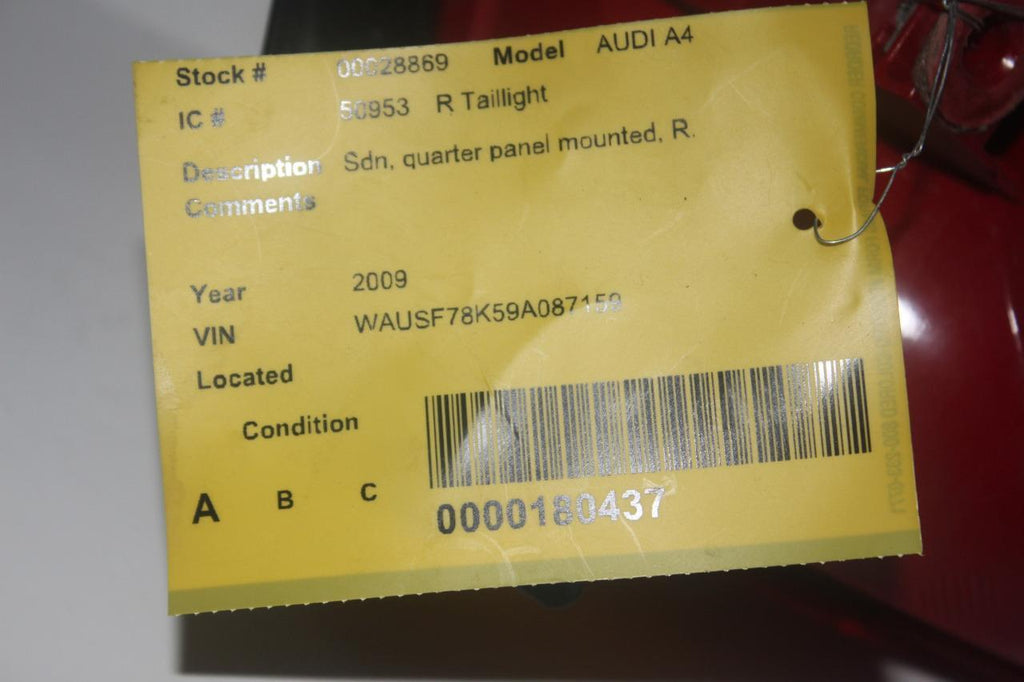 Stock # 00028869 Model AUDI A4
IC # 50953 R Taillight
Description Sdn, quarter panel mounted, R.
Comments
Year 2009
VIN WAUSF78K59A087159
Located
Condition
A B C
0000180437